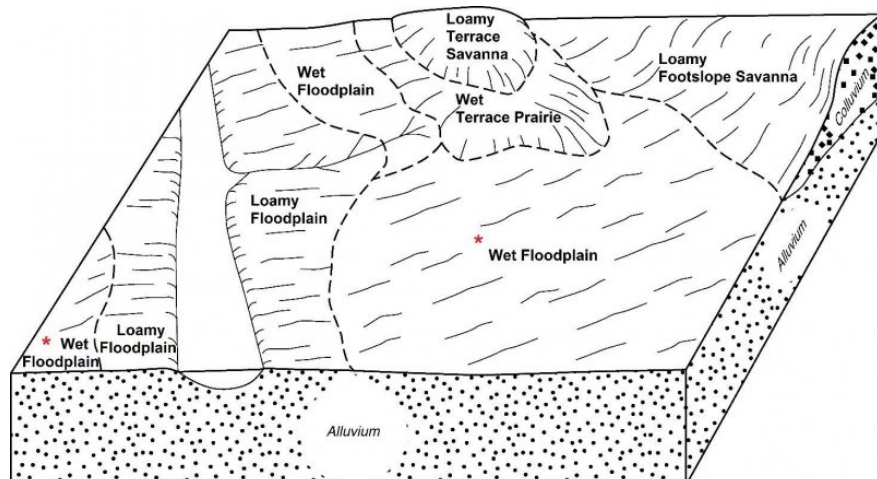 Loamy
Terrace
Savanna
Loamy
Footslope Savanna
Wet
Floodplain
Wet
Terrace Prairie
Colluvium
Loamy
Floodplain
Alluvium
* Wet Floodplain
* Wet
Floodplain
Loamy
Floodplain
Alluvium